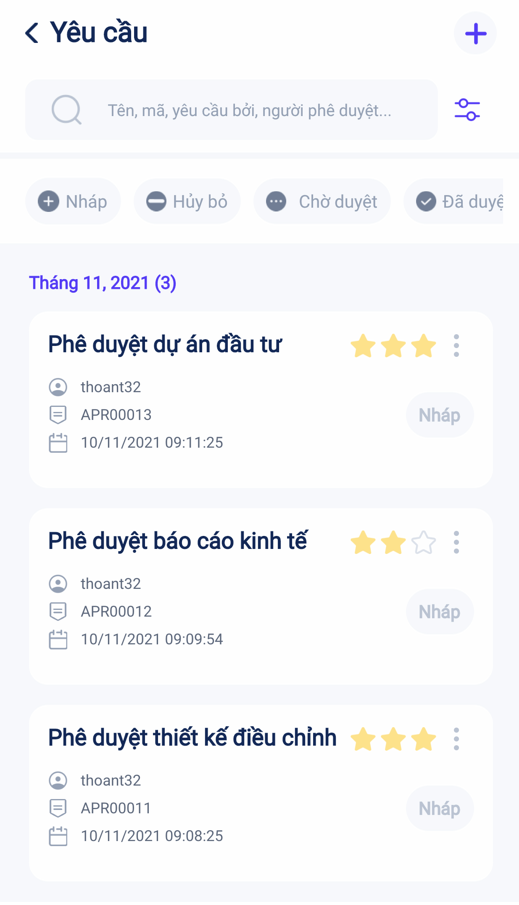 Yêu cầu
Tên, mã, yêu cầu bởi, người phê duyệt...
Nháp Hủy bỏ Chờ duyệt Đã duyệ
Tháng 11, 2021 (3)
Phê duyệt dự án đầu tư
thoant32
APR00013
Nháp
10/11/2021 09:11:25
Phê duyệt báo cáo kinh tế
thoant32
APR00012
Nháp
10/11/2021 09:09:54
Phê duyệt thiết kế điều chỉnh
thoant32
APR00011
Nháp
10/11/2021 09:08:25